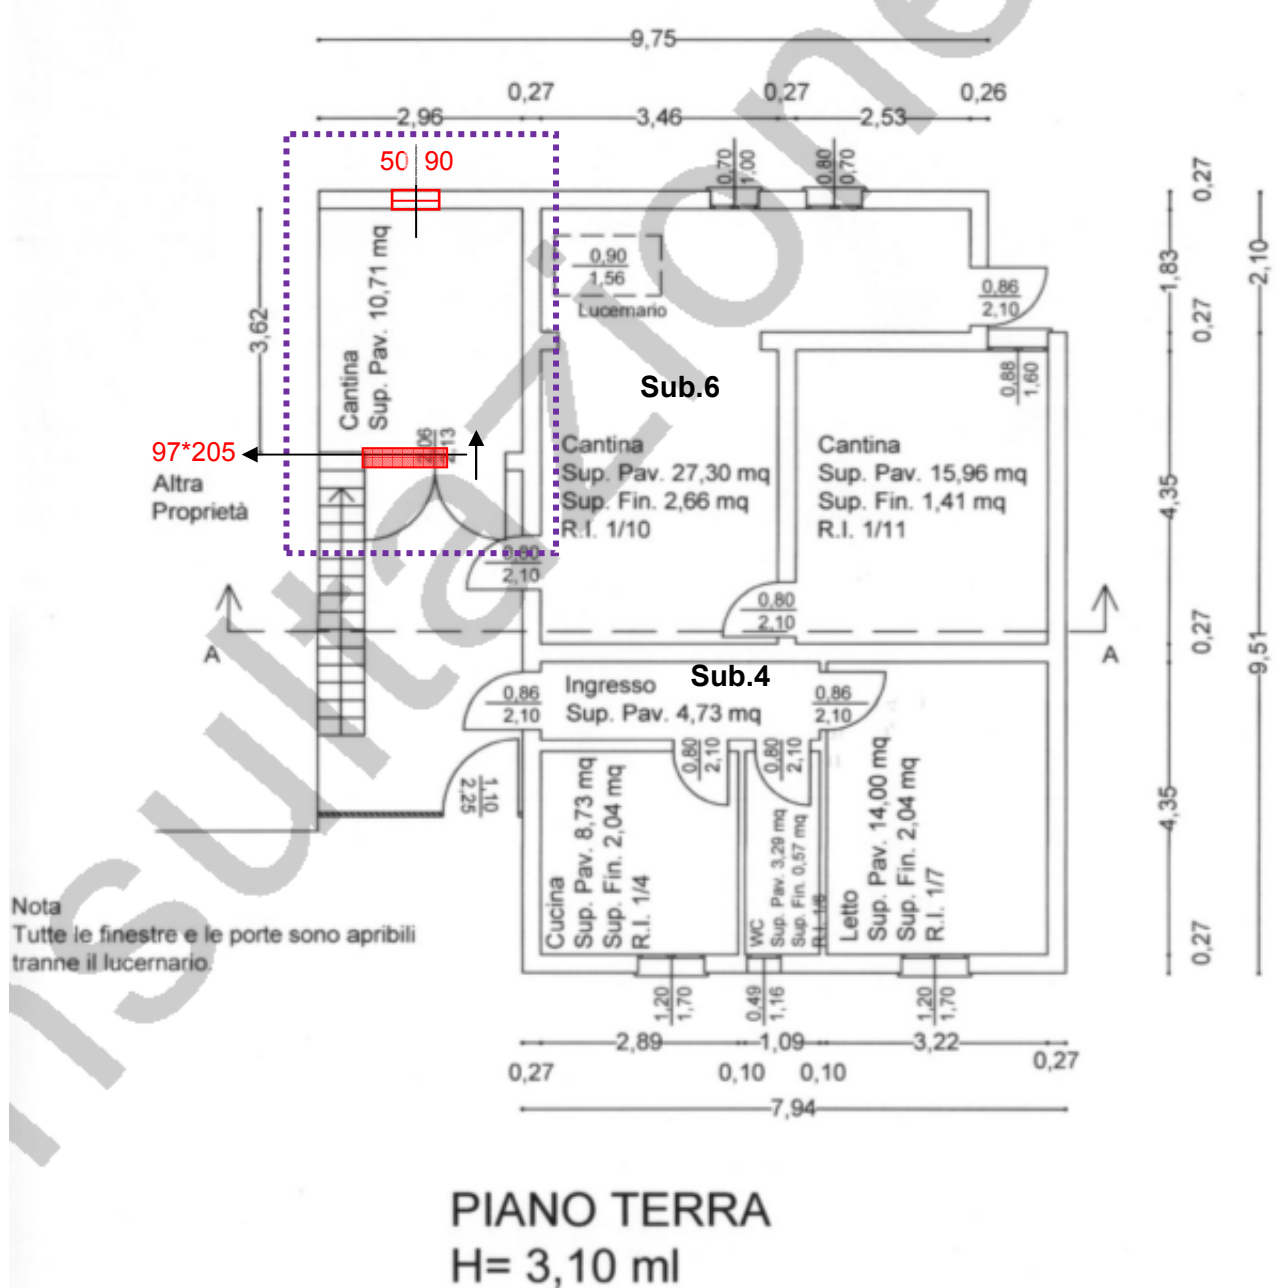 9,75
0,27
0,27
0,26
2,96
3,46
2,53
50 90
0,70
1,00
0,80
0,70
0,27
1,83
2,10
0,27
0,90
1,56
Lucernario
0,86
2,10
3,62
Cantina
Sup. Pav. 10,71 mq
0,88
1,60
Sub.6
97*205
Altra
Proprietà
Cantina
Sup. Pav. 27,30 mq
Sup. Fin. 2,66 mq
R.I. 1/10
Cantina
Sup. Pav. 15,96 mq
Sup. Fin. 1,41 mq
R.I. 1/11
4,35
0,80
2,10
0,80
2,10
A
A
0,27
9,51
Sub.4
Ingresso
Sup. Pav. 4,73 mq
0,86
2,10
0,86
2,10
0,80
2,10
0,80
2,10
1,10
2,25
Cucina
Sup. Pav. 8,73 mq
Sup. Fin. 2,04 mq
R.I. 1/4
WC
Sup. Pav. 3,29 mq
Sup. Fin. 0,57 mq
R.I. 1/6
Letto
Sup. Pav. 14,00 mq
Sup. Fin. 2,04 mq
R.I. 1/7
4,35
0,27
Nota
Tutte le finestre e le porte sono apribili
tranne il lucernario.
1,20
1,70
0,49
1,16
1,20
1,70
2,89
1,09
3,22
0,27
0,10
0,10
0,27
7,94
PIANO TERRA
H= 3,10 ml
nsultazione